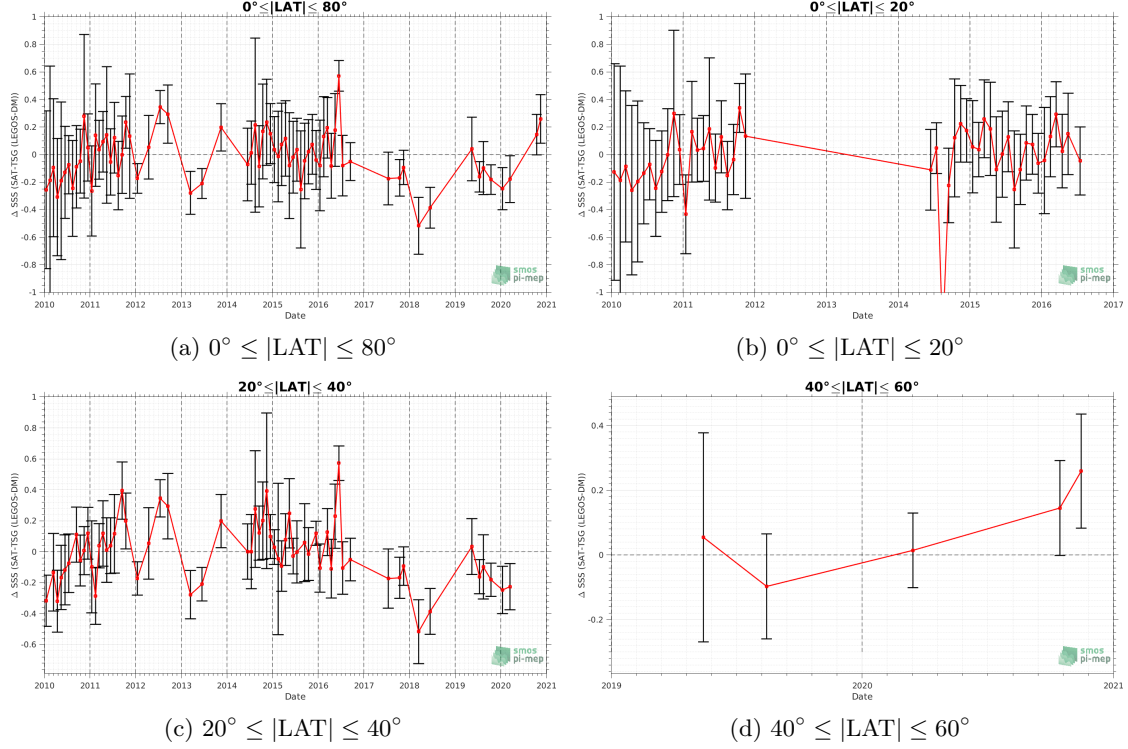 0°≤|LAT|≤ 80°
1
0.8
0.6
0.4
0.2
0
-0.2
-0.4
-0.6
-0.8
-1
Δ SSS (SAT-TSG (LEGOS-DM))
2010 2011 2012 2013 2014 2015 2016 2017 2018 2019 2020 2021
Date
smos
pi-mep
(a) 0° ≤ |LAT| ≤ 80°
0°≤|LAT|≤ 20°
1
0.8
0.6
0.4
0.2
0
-0.2
-0.4
-0.6
-0.8
-1
Δ SSS (SAT-TSG (LEGOS-DM))
2010 2011 2012 2014 2015 2016 2017
Date
smos
pi-mep
(b) 0° ≤ |LAT| ≤ 20°
20°≤|LAT|≤ 40°
1
0.8
0.6
0.4
0.2
0
-0.2
-0.4
-0.6
Δ SSS (SAT-TSG (LEGOS-DM))
2010 2011 2012 2013 2014 2015 2016 2017 2018 2019 2020 2021
Date
smos
pi-mep
(c) 20° ≤ |LAT| ≤ 40°
40°≤|LAT|≤ 60°
0.4
0.2
0
-0.2
Δ SSS (SAT-TSG (LEGOS-DM))
2019 2020 2021
Date
smos
pi-mep
(d) 40° ≤ |LAT| ≤ 60°